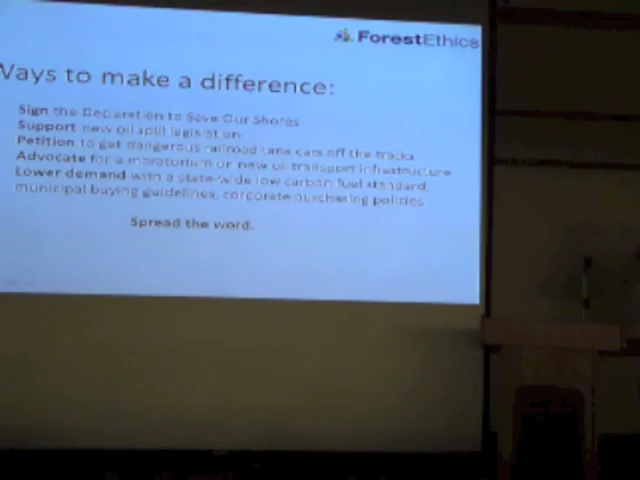 ForestEthics
Ways to make a difference:
Sign the Declaration to Save Our Shores
Support new oil spill legislation
Petition to get dangerous railroad tank cars off the tracks
Advocate for a moratorium on new oil transport infrastructure
Lower demand with a state-wide low carbon fuel standard,
municipal buying guidelines, corporate purchasing policies
Spread the word.